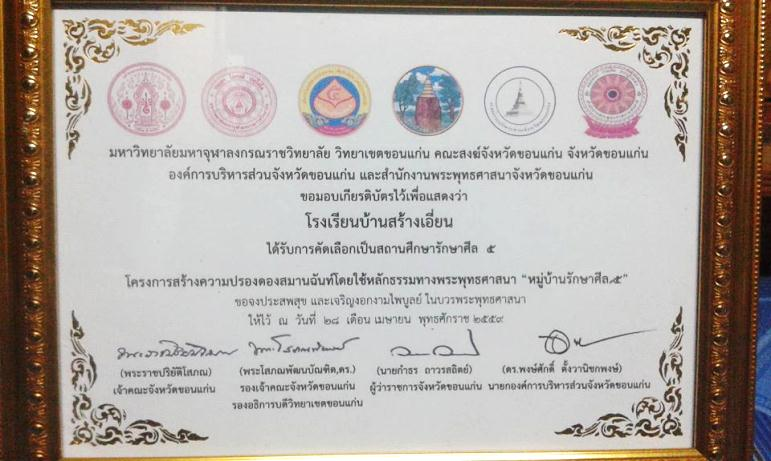 มหาวิทยาลัยมหาจุฬาลงกรณราชวิทยาลัย วิทยาเขตขอนแก่น คณะสงฆ์จังหวัดขอนแก่น จังหวัดขอนแก่น
องค์การบริหารส่วนจังหวัดขอนแก่น และสำนักงานพระพุทธศาสนาจังหวัดขอนแก่น
ขอมอบเกียรติบัตรไว้เพื่อแสดงว่า
โรงเรียนบ้านสร้างเอี่ยน
ได้รับการคัดเลือกเป็นสถานศึกษารักษาศีล ๕
โครงการสร้างความปรองดองสมานฉันท์โดยใช้หลักธรรมทางพระพุทธศาสนา "หมู่บ้านรักษาศีล ๕"
ขอจงประสพสุข และเจริญงอกงามไพบูลย์ ในบวรพระพุทธศาสนา
ให้ไว้ ณ วันที่ ๒๘ เดือน เมษายน พุทธศักราช ๒๕๕๙
(พระราชปริยัติโสภณ) (พระโสภณพัฒนบัณฑิต,ดร.) (นายกำธร ถาวรสถิตย์) (ดร.พงษ์ศักดิ์ ตั้งวานิชกพงษ์)
เจ้าคณะจังหวัดขอนแก่น รองเจ้าคณะจังหวัดขอนแก่น ผู้ว่าราชการจังหวัดขอนแก่น นายกองค์การบริหารส่วนจังหวัดขอนแก่น
รองอธิการบดีวิทยาเขตขอนแก่น